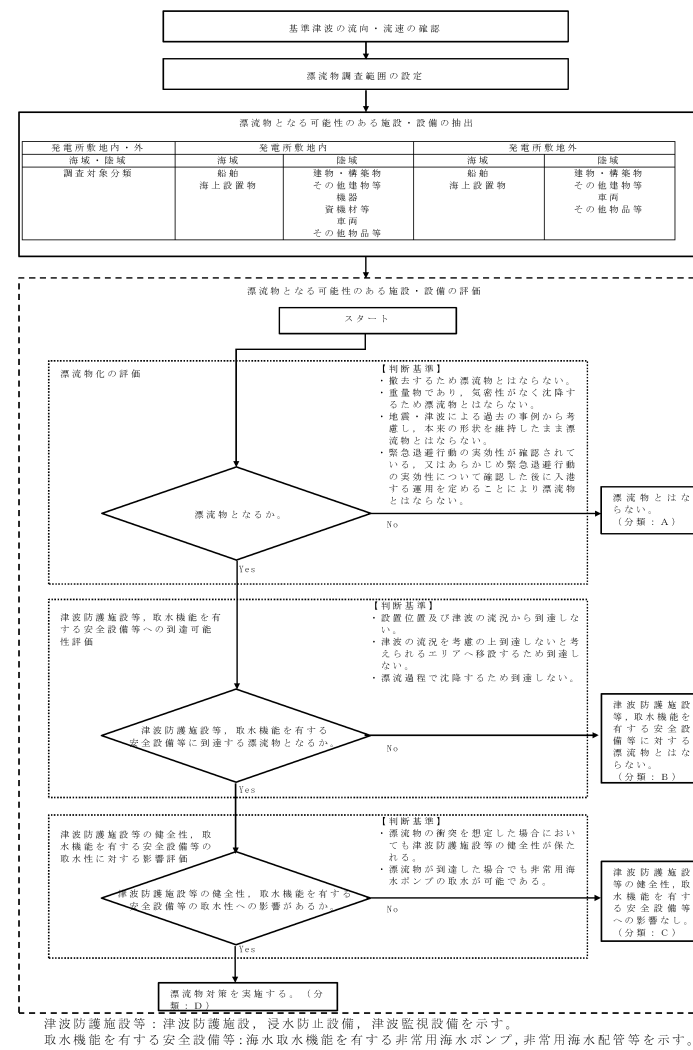 基準津波の流向・流速の確認
漂流物調査範囲の設定
漂流物となる可能性のある施設・設備の抽出
発電所敷地内・外 発電所敷地内 発電所敷地外
海域・陸域 海域 陸域 海域 陸域
調査対象分類 船舶 建物・構築物 船舶 建物・構築物
海上設置物 その他建物等 海上設置物 その他建物等
機器 車両
資機材等 その他物品等
車両
その他物品等
漂流物となる可能性のある施設・設備の評価
スタート
漂流物化の評価
【判断基準】
・撤去するため漂流物とはならない。
・重量物であり，気密性がなく沈降す
るため漂流物とはならない。
・地震・津波による過去の事例から考
慮し，本来の形状を維持したまま漂
流物とはならない。
・緊急退避行動の実効性が確認されて
いる，又はあらかじめ緊急退避行動
の実効性について確認した後に入港
する運用を定めることにより漂流物
とはならない。
漂流物となるか。
No
漂流物とはな
らない。
（分類：A）
Yes
津波防護施設等，取水機能を有
する安全設備等への到達可能
性評価
【判断基準】
・設置位置及び津波の流況から到達しな
い。
・津波の流況を考慮の上到達しないと考
えられるエリアへ移設するため到達し
ない。
・漂流過程で沈降するため到達しない。
津波防護施設等，取水機能を有する
安全設備等に到達する漂流物となるか。
No
津波防護施設
等，取水機能を
有する安全設
備等に対する
漂流物とはな
らない。
（分類：B）
Yes
津波防護施設等の健全性，取
水機能を有する安全設備等の
取水性に対する影響評価
【判断基準】
・漂流物の衝突を想定した場合におい
ても津波防護施設等の健全性が保た
れる。
・漂流物が到達した場合でも非常用海
水ポンプの取水が可能である。
津波防護施設等の健全性，取水機能を有する
安全設備等の取水性への影響があるか。
No
津波防護施設
等の健全性，取
水機能を有す
る安全設備等
への影響なし。
（分類：C）
Yes
漂流物対策を実施する。（分
類：D）
津波防護施設等：津波防護施設，浸水防止設備，津波監視設備を示す。
取水機能を有する安全設備等：海水取水機能を有する非常用海水ポンプ，非常用海水配管等を示す。